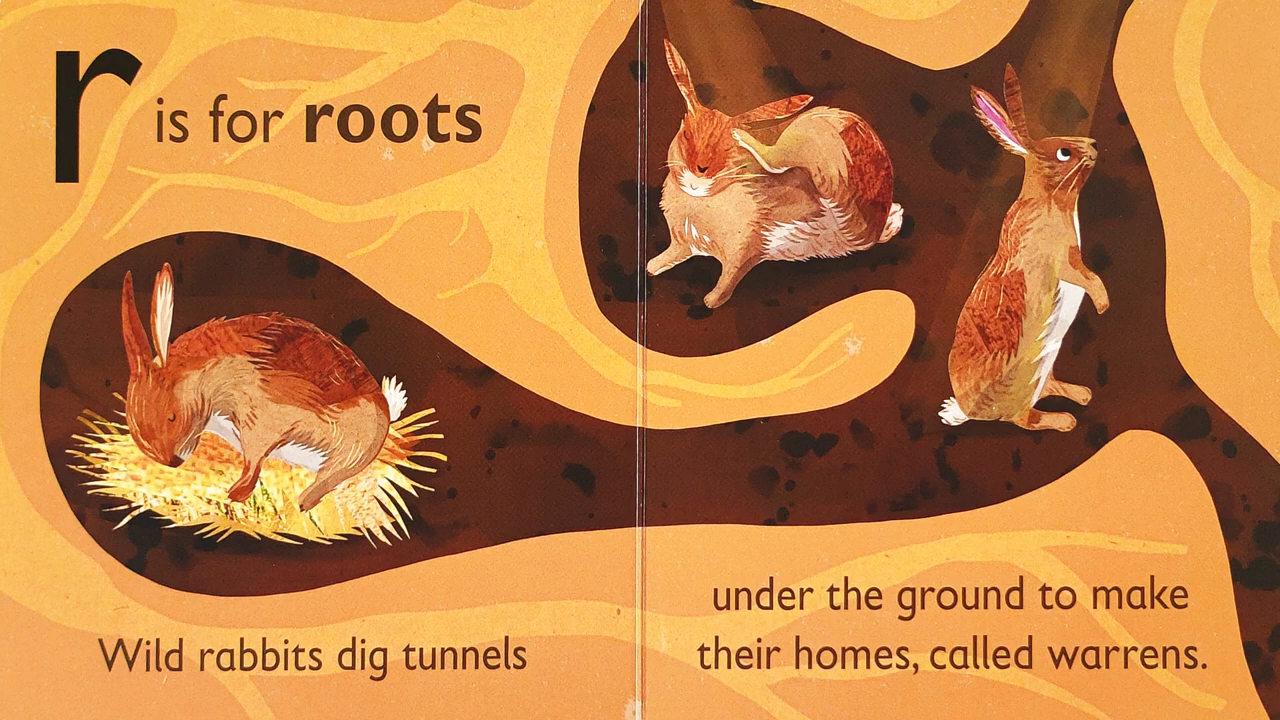 r is for roots
Wild rabbits dig tunnels
under the ground to make
their homes, called warrens.